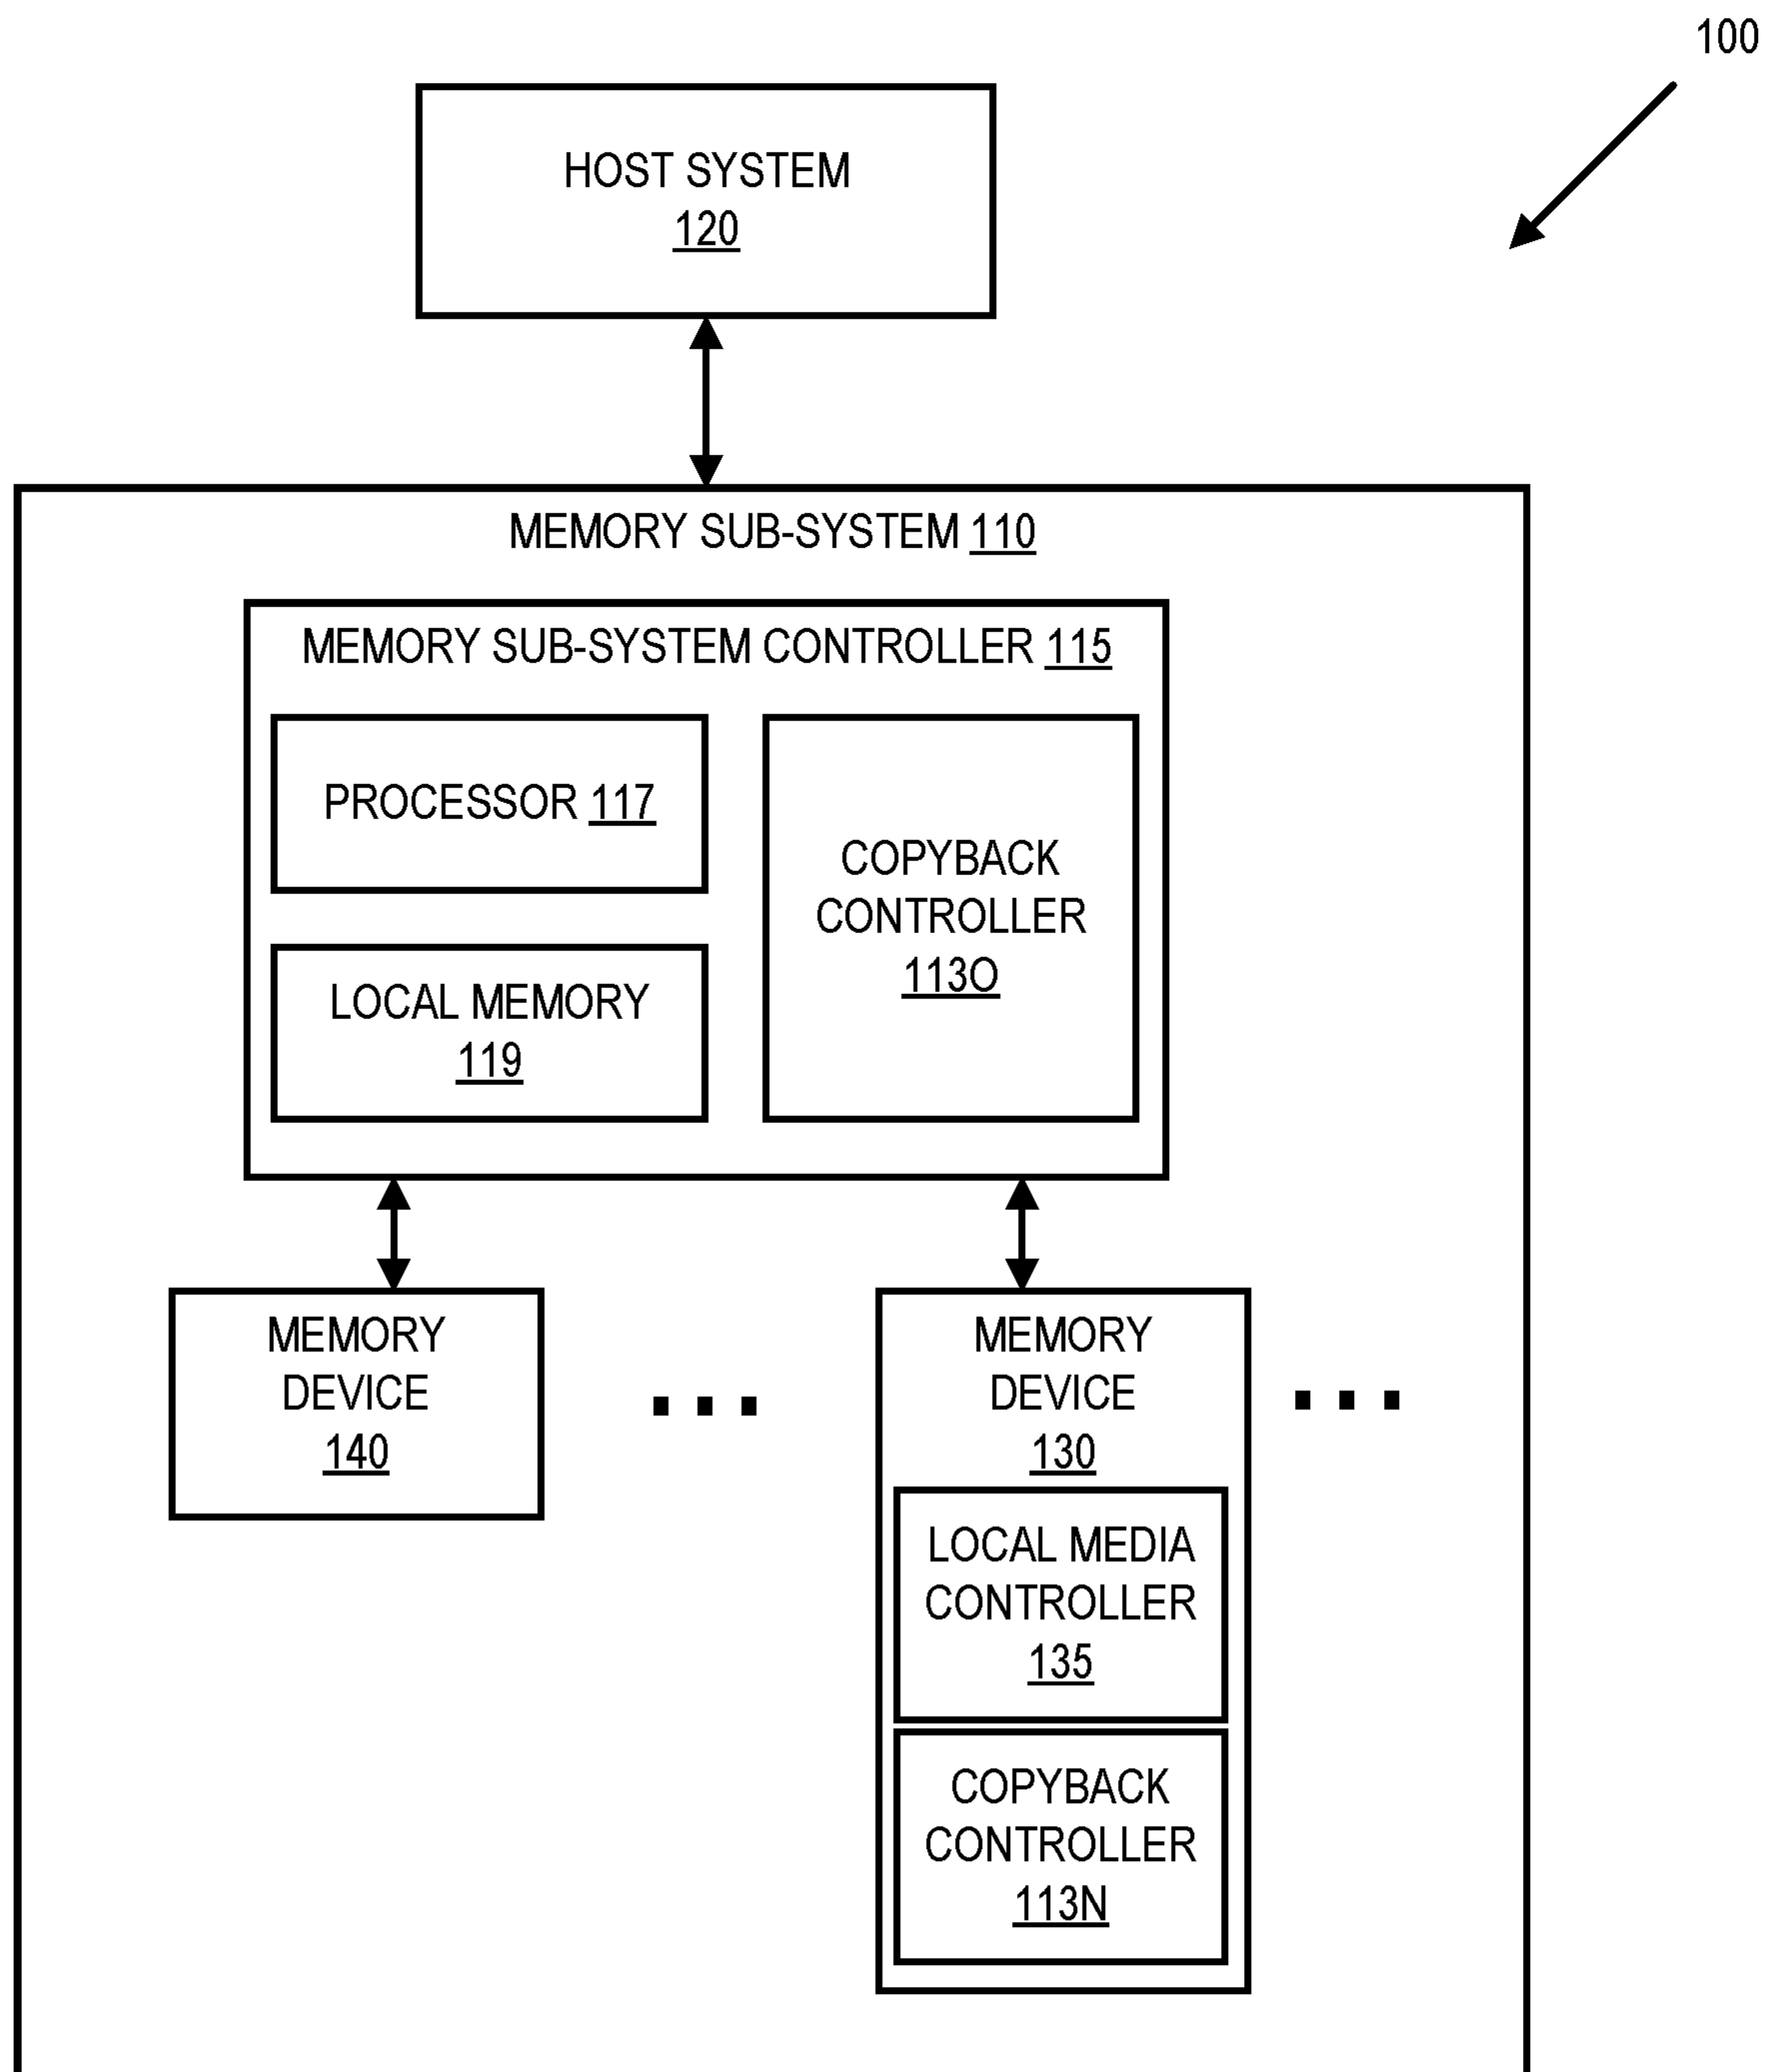 100
HOST SYSTEM
120
MEMORY SUB-SYSTEM 110
MEMORY SUB-SYSTEM CONTROLLER 115
PROCESSOR 117
LOCAL MEMORY
119
COPYBACK
CONTROLLER
113O
MEMORY
DEVICE
140
MEMORY
DEVICE
130
LOCAL MEDIA
CONTROLLER
135
COPYBACK
CONTROLLER
113N